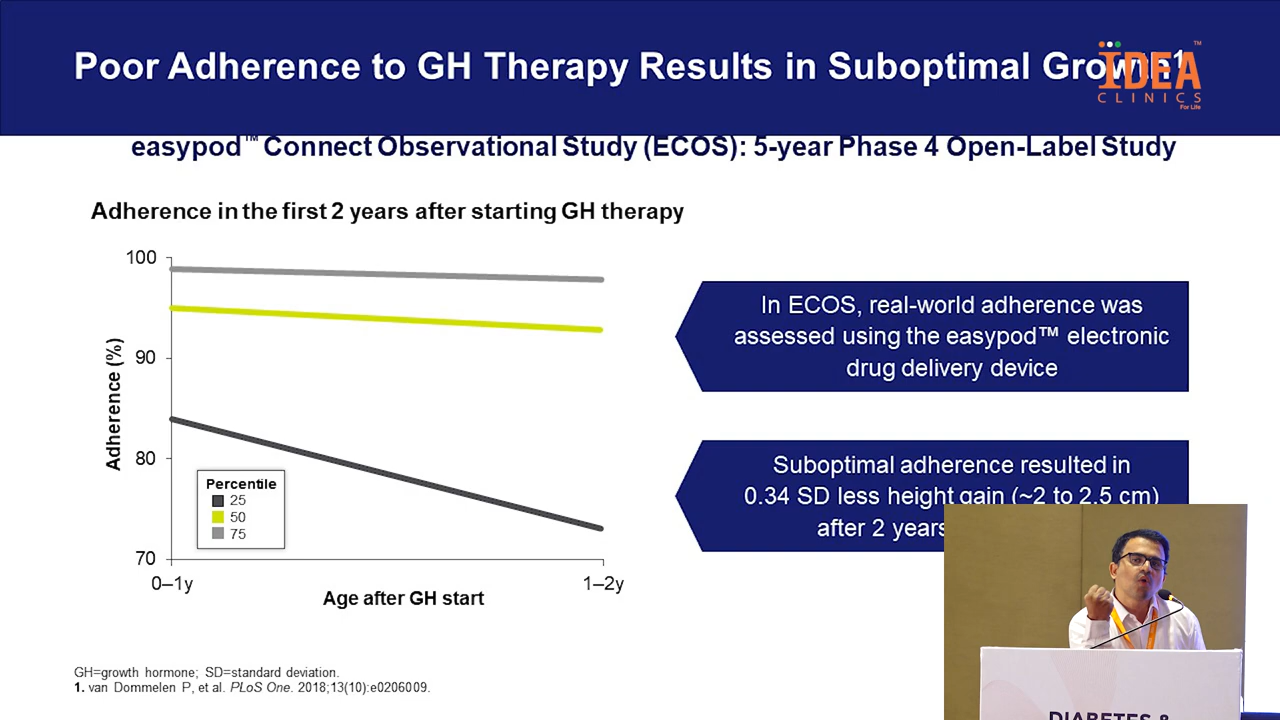 Poor Adherence to GH Therapy Results in Suboptimal Growth¹
IDEA™
CLINICS
For Life
easypod™ Connect Observational Study (ECOS): 5-year Phase 4 Open-Label Study
Adherence in the first 2 years after starting GH therapy
Adherence (%)
100
90
80
70
Percentile
25
50
75
0–1y
1–2y
Age after GH start
In ECOS, real-world adherence was
assessed using the easypod™ electronic
drug delivery device
Suboptimal adherence resulted in
0.34 SD less height gain (~2 to 2.5 cm)
after 2 years
GH=growth hormone; SD=standard deviation.
1. van Dommelen P, et al. PLoS One. 2018;13(10):e0206009.
DIABETES &